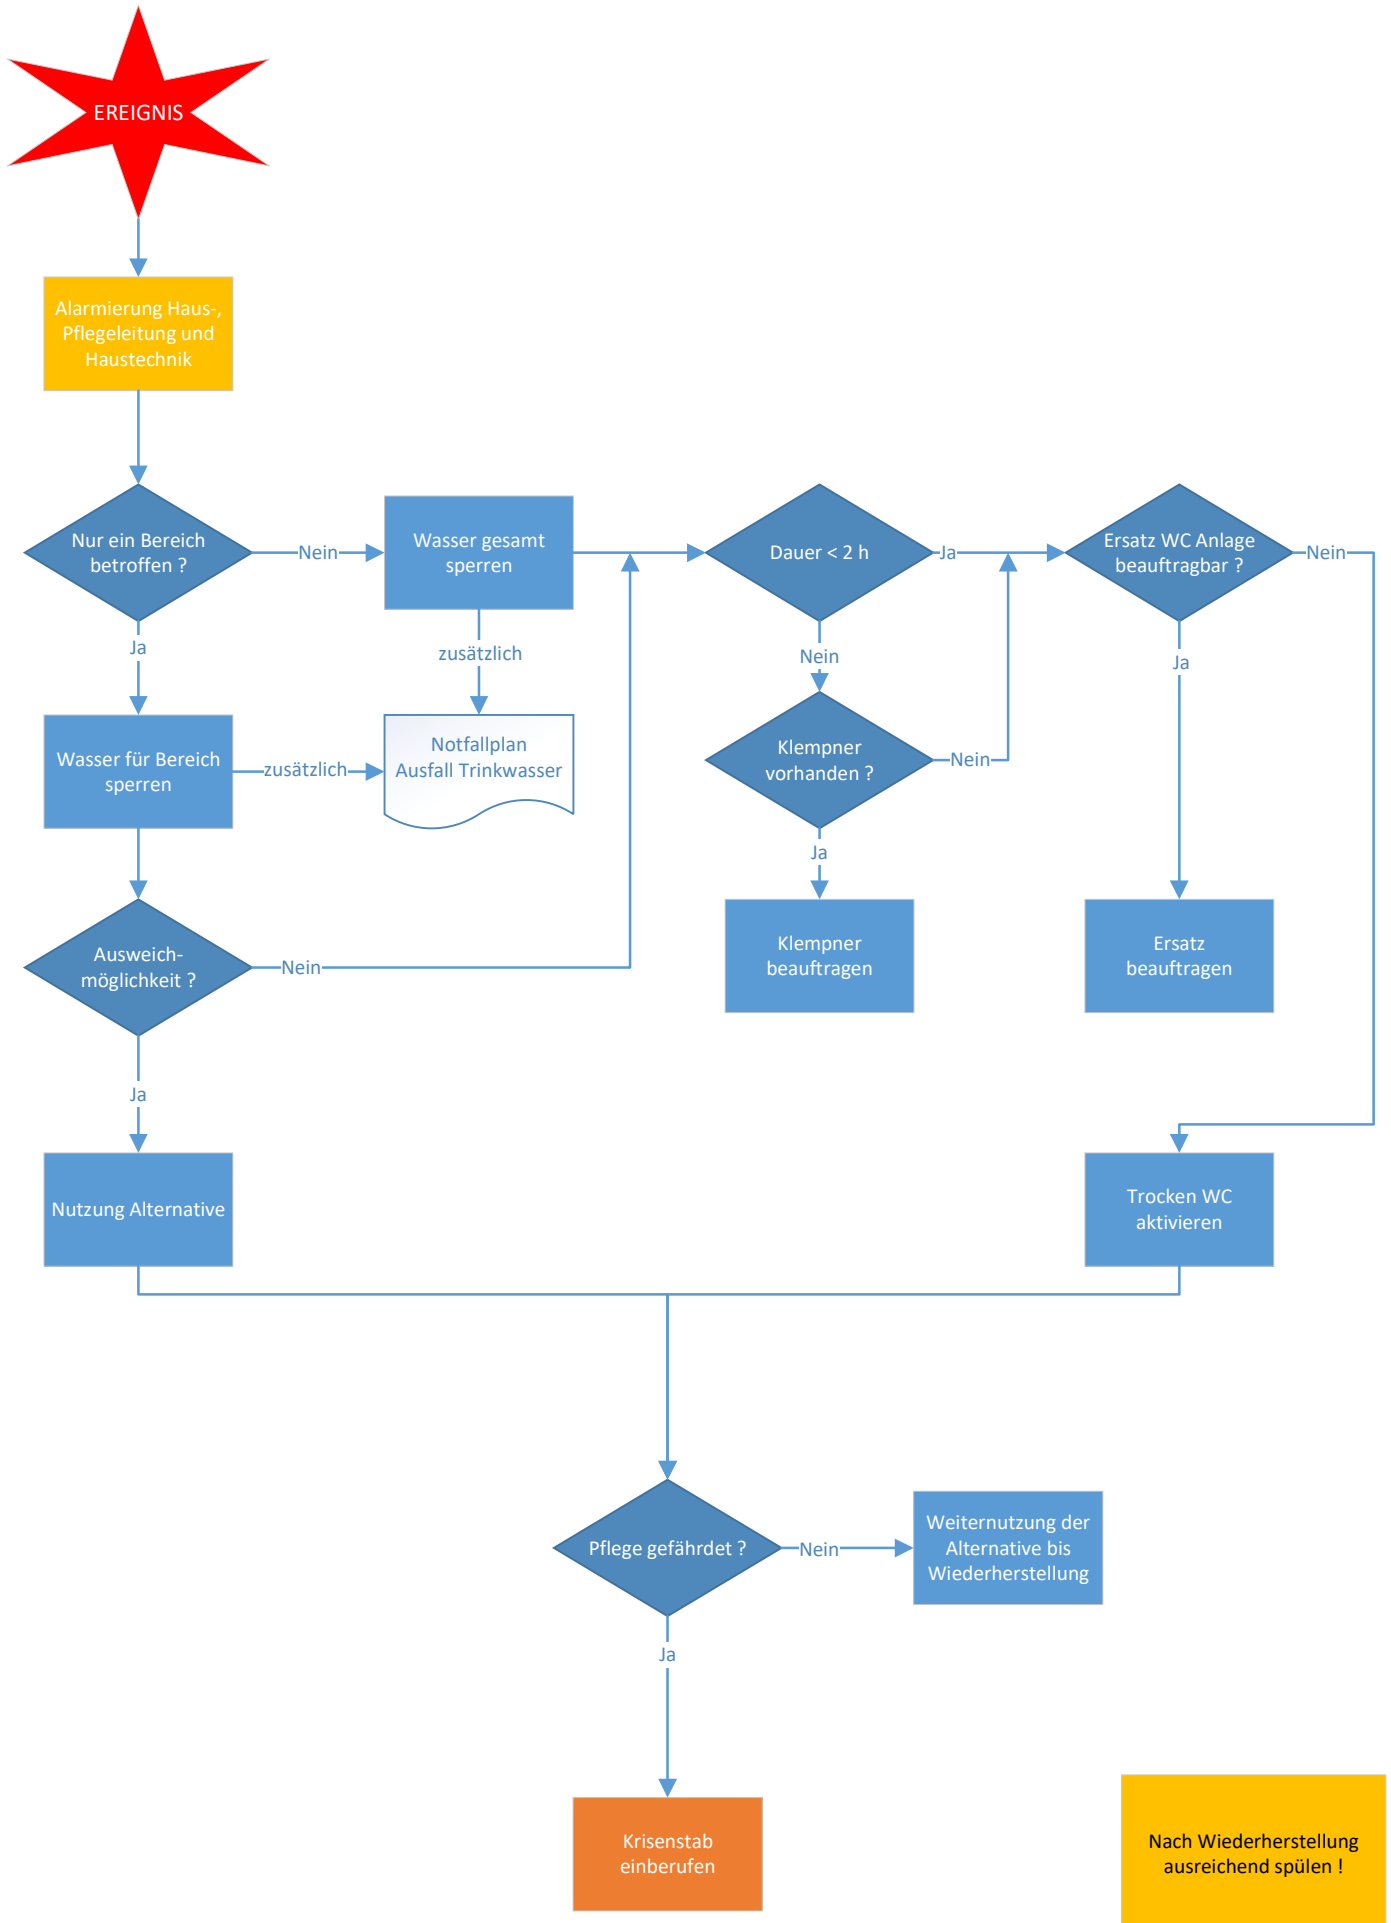 EREIGNIS
Alarmierung Haus-,
Pflegeleitung und
Haustechnik
Nur ein Bereich
betroffen ?
Nein
Wasser gesamt
sperren
Dauer < 2 h
Ja
Ersatz WC Anlage
beauftragbar ?
Nein
Ja
zusätzlich
Nein
Ja
Wasser für Bereich
sperren
zusätzlich
Notfallplan
Ausfall Trinkwasser
Klempner
vorhanden ?
Nein
Ja
Ausweich-
möglichkeit ?
Nein
Klempner
beauftragen
Ersatz
beauftragen
Ja
Nutzung Alternative
Trocken WC
aktivieren
Pflege gefährdet ?
Nein
Weiternutzung der
Alternative bis
Wiederherstellung
Ja
Krisenstab
einberufen
Nach Wiederherstellung
ausreichend spülen !